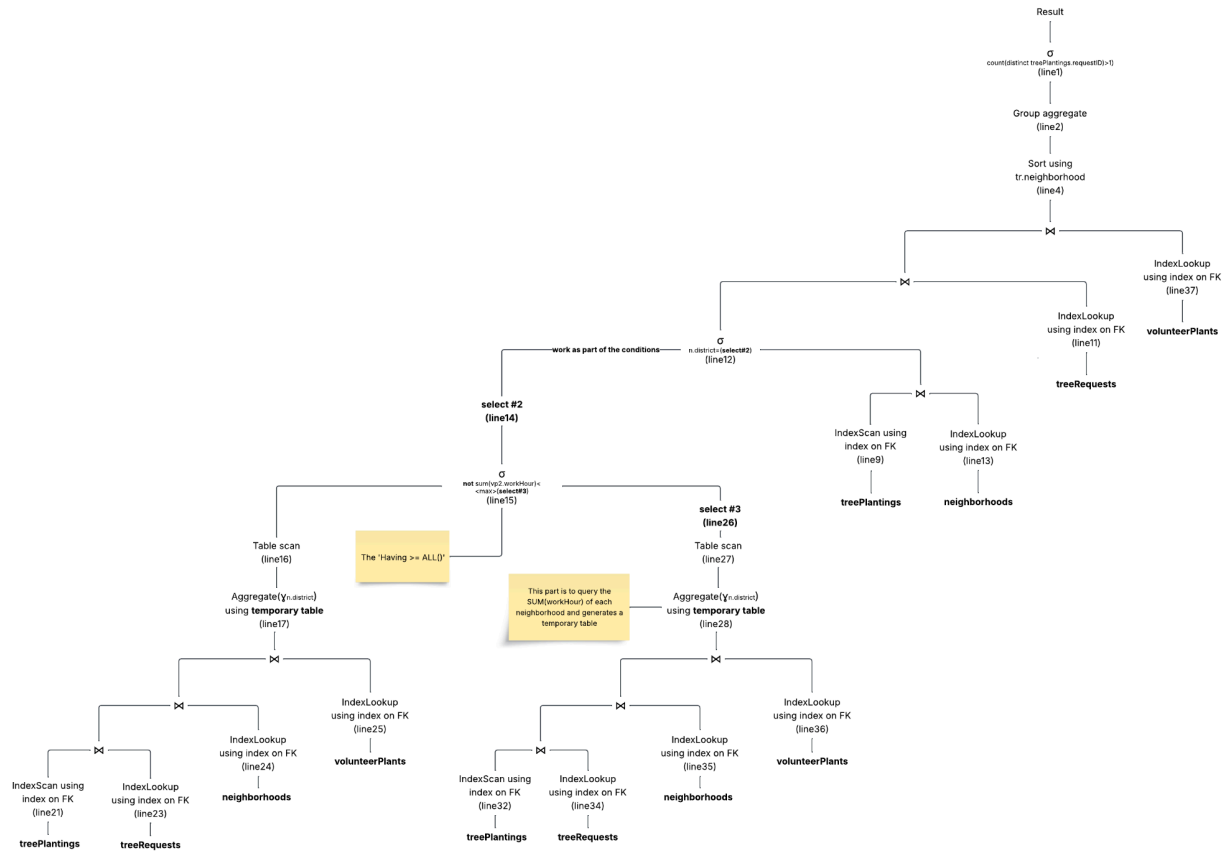 Result
σ
count(distinct treePlantings.requestID)>1)
(line1)
Group aggregate
(line2)
Sort using
tr.neighborhood
(line4)
⋈
IndexLookup
using index on FK
(line37)
volunteerPlants
⋈
IndexLookup
using index on FK
(line11)
treeRequests
σ
n.district=(select#2)
(line12)
work as part of the conditions
⋈
IndexScan using
index on FK
(line9)
treePlantings
IndexLookup
using index on FK
(line13)
neighborhoods
select #2
(line14)
σ
not sum(vp2.workHour)<
<max>(select#3)
(line15)
The 'Having >= ALL()'
Table scan
(line16)
Aggregate(Ɣn.district)
using temporary table
(line17)
⋈
IndexLookup
using index on FK
(line25)
volunteerPlants
⋈
IndexLookup
using index on FK
(line24)
neighborhoods
⋈
IndexScan using
index on FK
(line21)
treePlantings
IndexLookup
using index on FK
(line23)
treeRequests
select #3
(line26)
Table scan
(line27)
This part is to query the
SUM(workHour) of each
neighborhood and generates a
temporary table
Aggregate(Ɣn.district)
using temporary table
(line28)
⋈
IndexLookup
using index on FK
(line36)
volunteerPlants
⋈
IndexLookup
using index on FK
(line35)
neighborhoods
⋈
IndexScan using
index on FK
(line32)
treePlantings
IndexLookup
using index on FK
(line34)
treeRequests